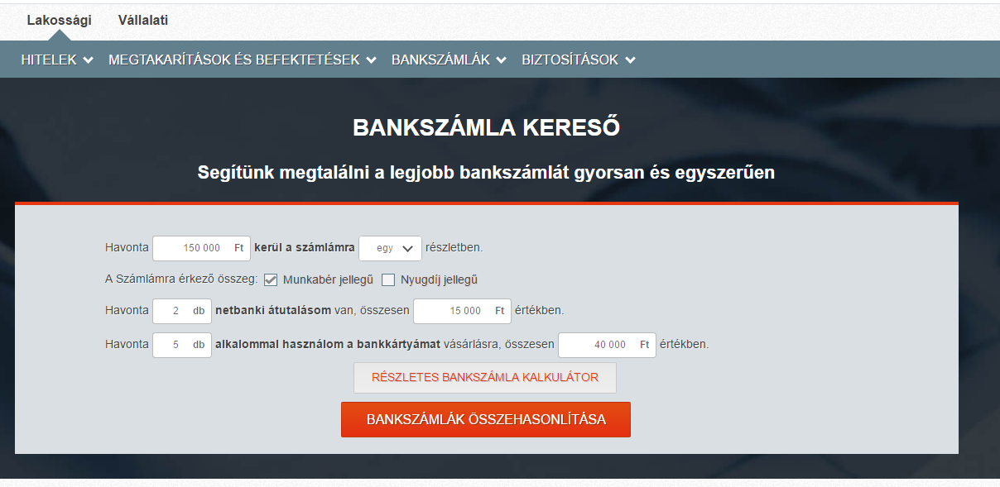 Lakossági Vállalati
HITELEK MEGTAKARÍTÁSOK ÉS BEFEKTETÉSEK BANKSZÁMLÁK BIZTOSÍTÁSOK
BANKSZÁMLA KERESŐ
Segítünk megtalálni a legjobb bankszámlát gyorsan és egyszerűen
Havonta 150 000 Ft kerül a számlámra egy részletben.
A Számlámra érkező összeg: Munkabér jellegű Nyugdíj jellegű
Havonta 2 db netbanki átutalásom van, összesen 15 000 Ft értékben.
Havonta 5 db alkalommal használom a bankkártyámat vásárlásra, összesen 40 000 Ft értékben.
RÉSZLETES BANKSZÁMLA KALKULÁTOR
BANKSZÁMLÁK ÖSSZEHASONLÍTÁSA